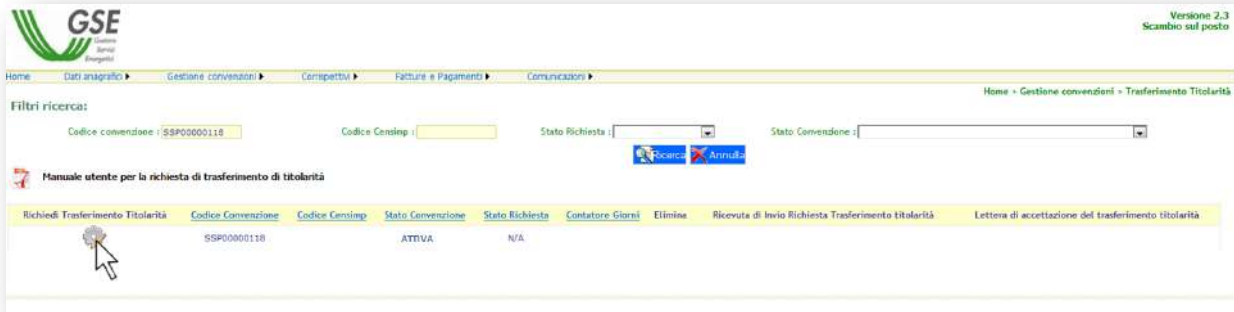 GSE
Gestore
Servizi
Energetici
Versione 2.3
Scambio sul posto
Home Dati anagrafici Gestione convenzioni Corrispettivi Fatture e Pagamenti Comunicazioni
Home » Gestione convenzioni » Trasferimento Titolarità
Filtri ricerca:
Codice convenzione : SSP00000118 Codice Censimp : Stato Richiesta : Stato Convenzione :
Ricerca Annulla
Manuale utente per la richiesta di trasferimento di titolarità
Richiedi Trasferimento Titolarità Codice Convenzione Codice Censimp Stato Convenzione Stato Richiesta Contatore Giorni Elimina Ricevuta di Invio Richiesta Trasferimento titolarità Lettera di accettazione del trasferimento titolarità
SSP00000118 ATTIVA N/A